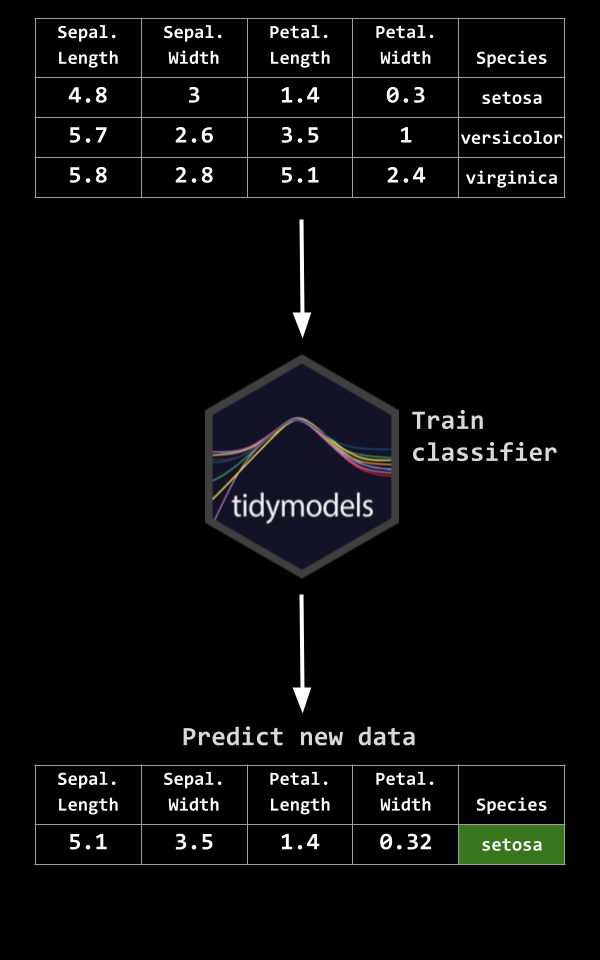 Sepal. Sepal. Petal. Petal.
Length Width Length Width Species
4.8 3 1.4 0.3 setosa
5.7 2.6 3.5 1 versicolor
5.8 2.8 5.1 2.4 virginica
Train
classifier
tidymodels
Predict new data
Sepal. Sepal. Petal. Petal.
Length Width Length Width Species
5.1 3.5 1.4 0.32 setosa